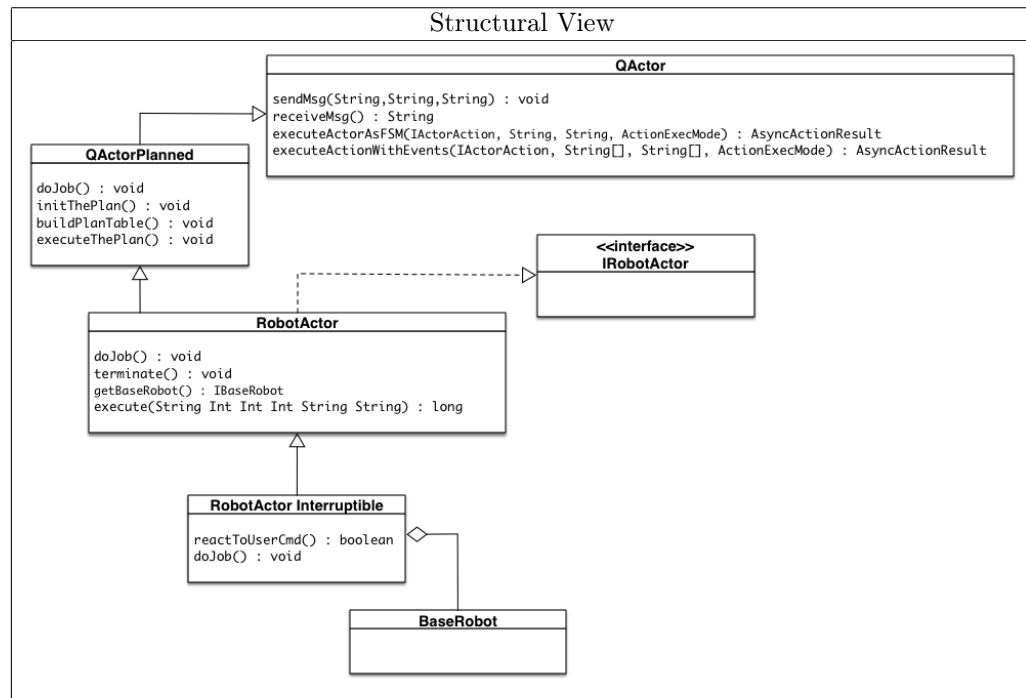 Structural View
QActor
sendMsg(String,String,String) : void
receiveMsg() : String
executeActorAsFSM(IActorAction, String, String, ActionExecMode) : AsyncActionResult
executeActionWithEvents(IActorAction, String[], String[], ActionExecMode) : AsyncActionResult
QActorPlanned
doJob() : void
initThePlan() : void
buildPlanTable() : void
executeThePlan() : void
<<interface>>
IRobotActor
RobotActor
doJob() : void
terminate() : void
getBaseRobot() : IBaseRobot
execute(String Int Int Int String String) : long
RobotActor Interruptible
reactToUserCmd() : boolean
doJob() : void
BaseRobot